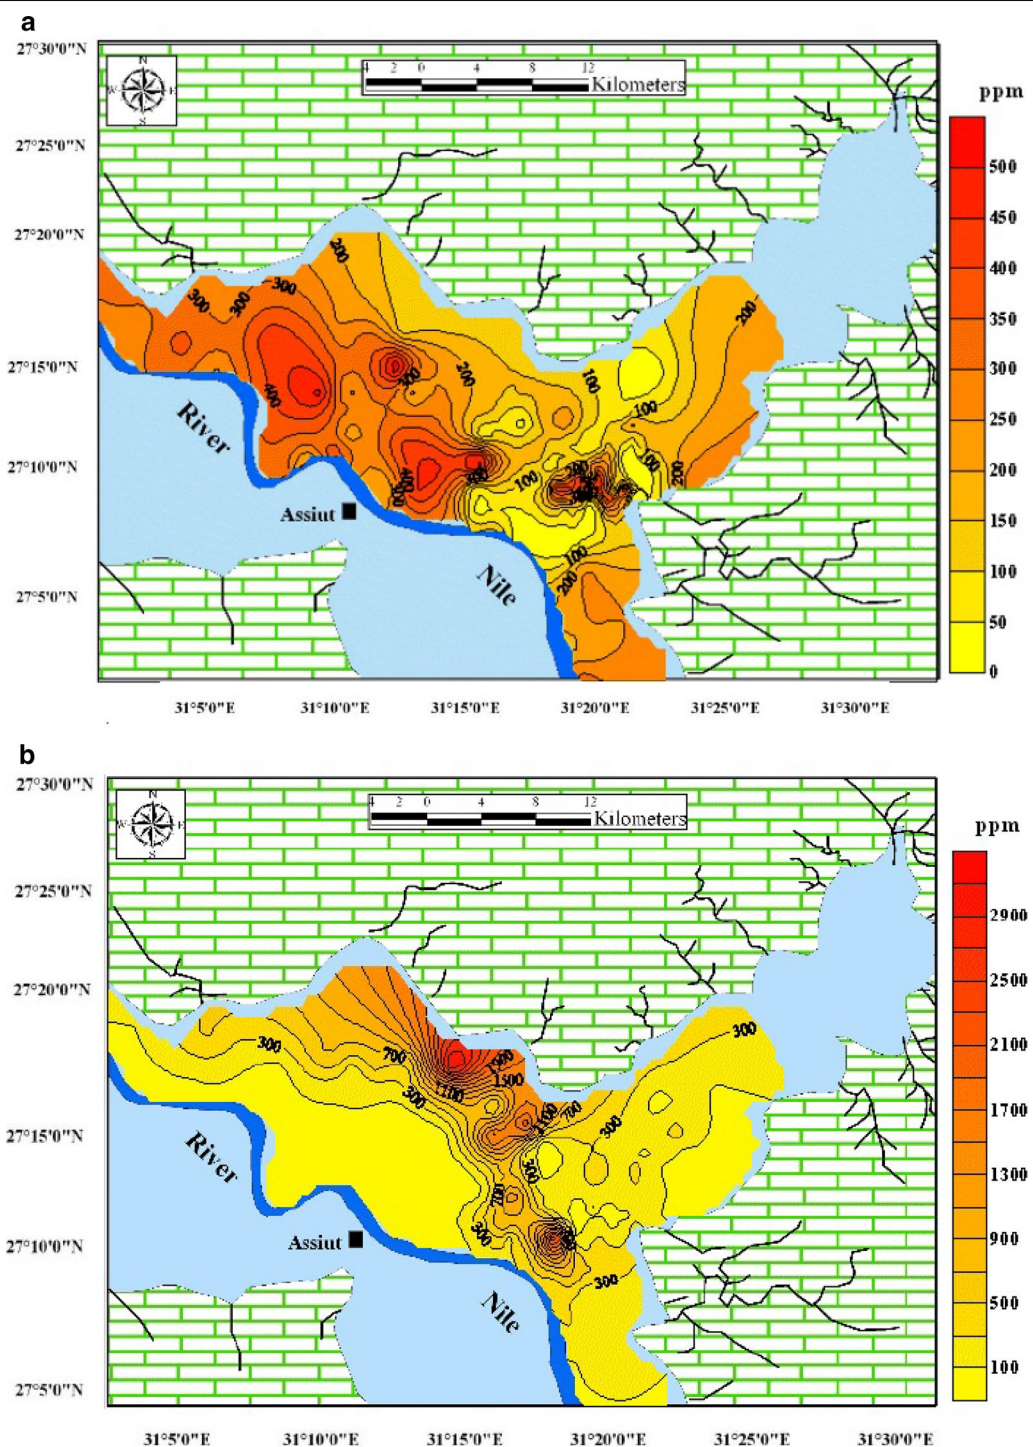 a
27°30'0"N
27°25'0"N
27°20'0"N
27°15'0"N
27°10'0"N
27°5'0"N
N
W E
S
4 2 0 4 8 12
Kilometers
ppm
500
450
400
350
300
250
200
150
100
50
0
200
300
300
300
200
400
300
200
100
100
100
200
400
300
100
200
100
200
River
Assiut
Nile
31°5'0"E 31°10'0"E 31°15'0"E 31°20'0"E 31°25'0"E 31°30'0"E
b
27°30'0"N
27°25'0"N
27°20'0"N
27°15'0"N
27°10'0"N
27°5'0"N
N
W E
S
4 2 0 4 8 12
Kilometers
ppm
2900
2500
2100
1700
1300
900
500
100
300
300
700
1900
1500
1100
300
1100
700
300
300
700
300
300
River
Assiut
Nile
31°5'0"E 31°10'0"E 31°15'0"E 31°20'0"E 31°25'0"E 31°30'0"E